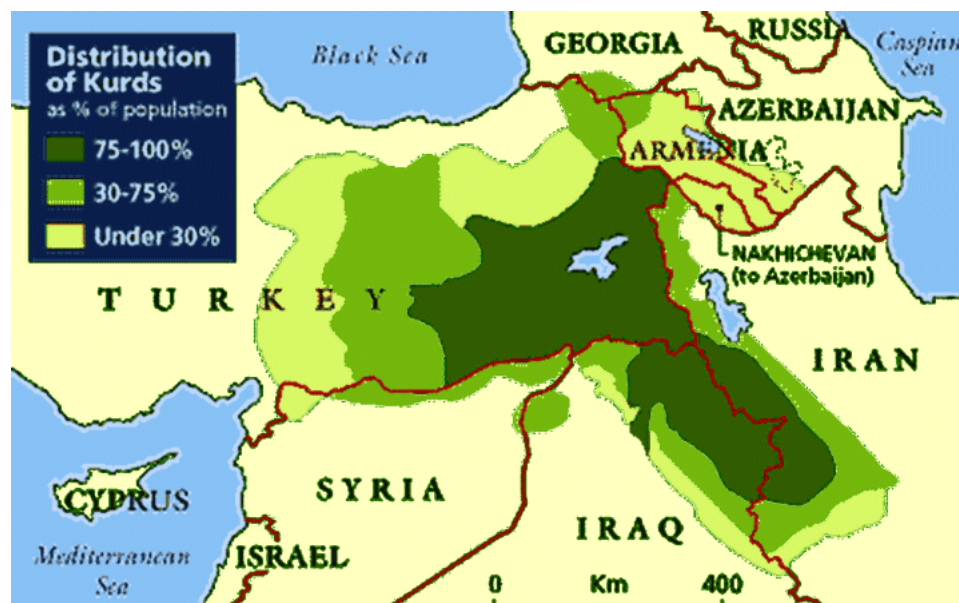 Distribution
of Kurds
as % of population
75-100%
30-75%
Under 30%
Black Sea
GEORGIA
RUSSIA
Caspian
Sea
AZERBAIJAN
ARMENIA
?
NAKHICHEVAN
(to Azerbaijan)
TURKEY
IRAN
SYRIA
CYPRUS
IRAQ
ISRAEL
Mediterranean
Sea
0 Km 400